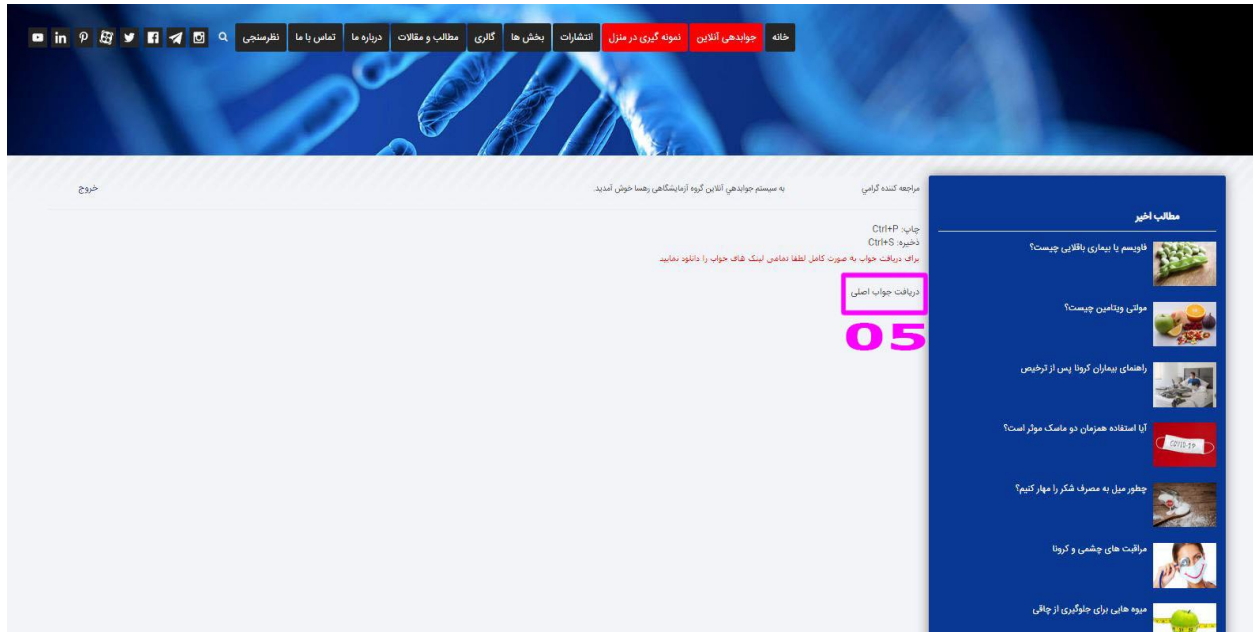 خانه جوابدهی آنلاین نمونه گیری در منزل انتشارات بخش ها گالری مطالب و مقالات درباره ما تماس با ما نظرسنجی
مراجعه کننده گرامي به سیستم جوابدهي آنلاین گروه آزمایشگاهی رهسا خوش آمدید. خروج
چاپ: Ctrl+P
ذخیره: Ctrl+S
برای دریافت جواب به صورت کامل لطفا تمامی لینک های جواب را دانلود نمایید
دریافت جواب اصلی
05
مطالب اخیر
فاویسم یا بیماری باقلایی چیست؟
مولتی ویتامین چیست؟
راهنمای بیماران کرونا پس از ترخیص
آیا استفاده همزمان دو ماسک موثر است؟
COVID-19
چطور میل به مصرف شکر را مهار کنیم؟
مراقبت های چشمی و کرونا
میوه هایی برای جلوگیری از چاقی